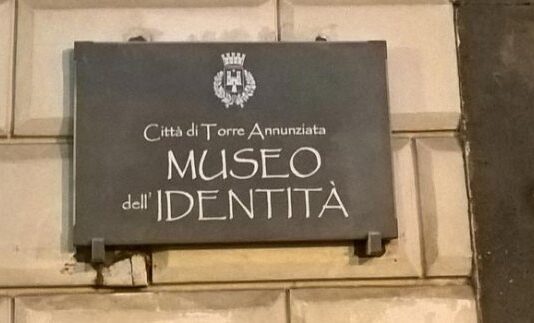 Città di Torre Annunziata
MUSEO
dell'IDENTITÀ